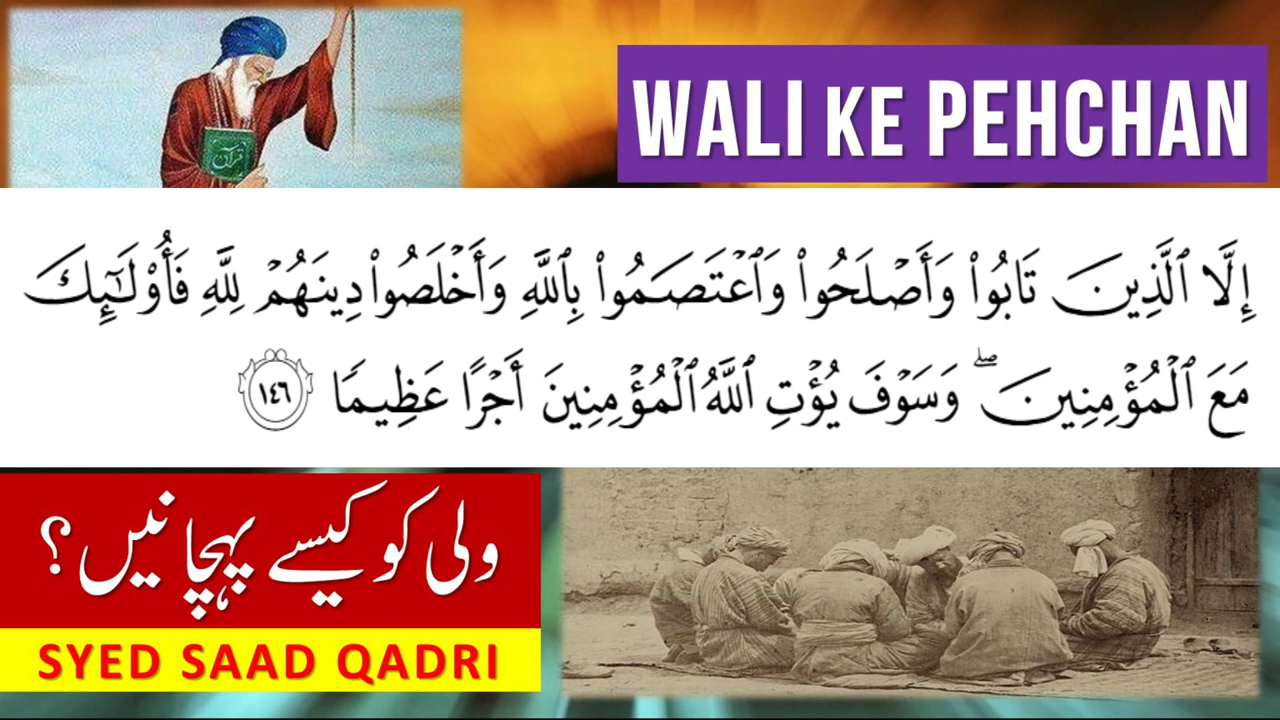 WALI KE PEHCHAN
قرآن
إِلَّا ٱلَّذِينَ تَابُوا۟ وَأَصْلَحُوا۟ وَٱعْتَصَمُوا۟ بِٱللَّهِ وَأَخْلَصُوا۟ دِينَهُمْ لِلَّهِ فَأُو۟لَـٰٓئِكَ
مَعَ ٱلْمُؤْمِنِينَ ۖ وَسَوْفَ يُؤْتِ ٱللَّهُ ٱلْمُؤْمِنِينَ أَجْرًا عَظِيمًا ١٤٦
ولی کو کیسے پہچانیں؟
SYED SAAD QADRI